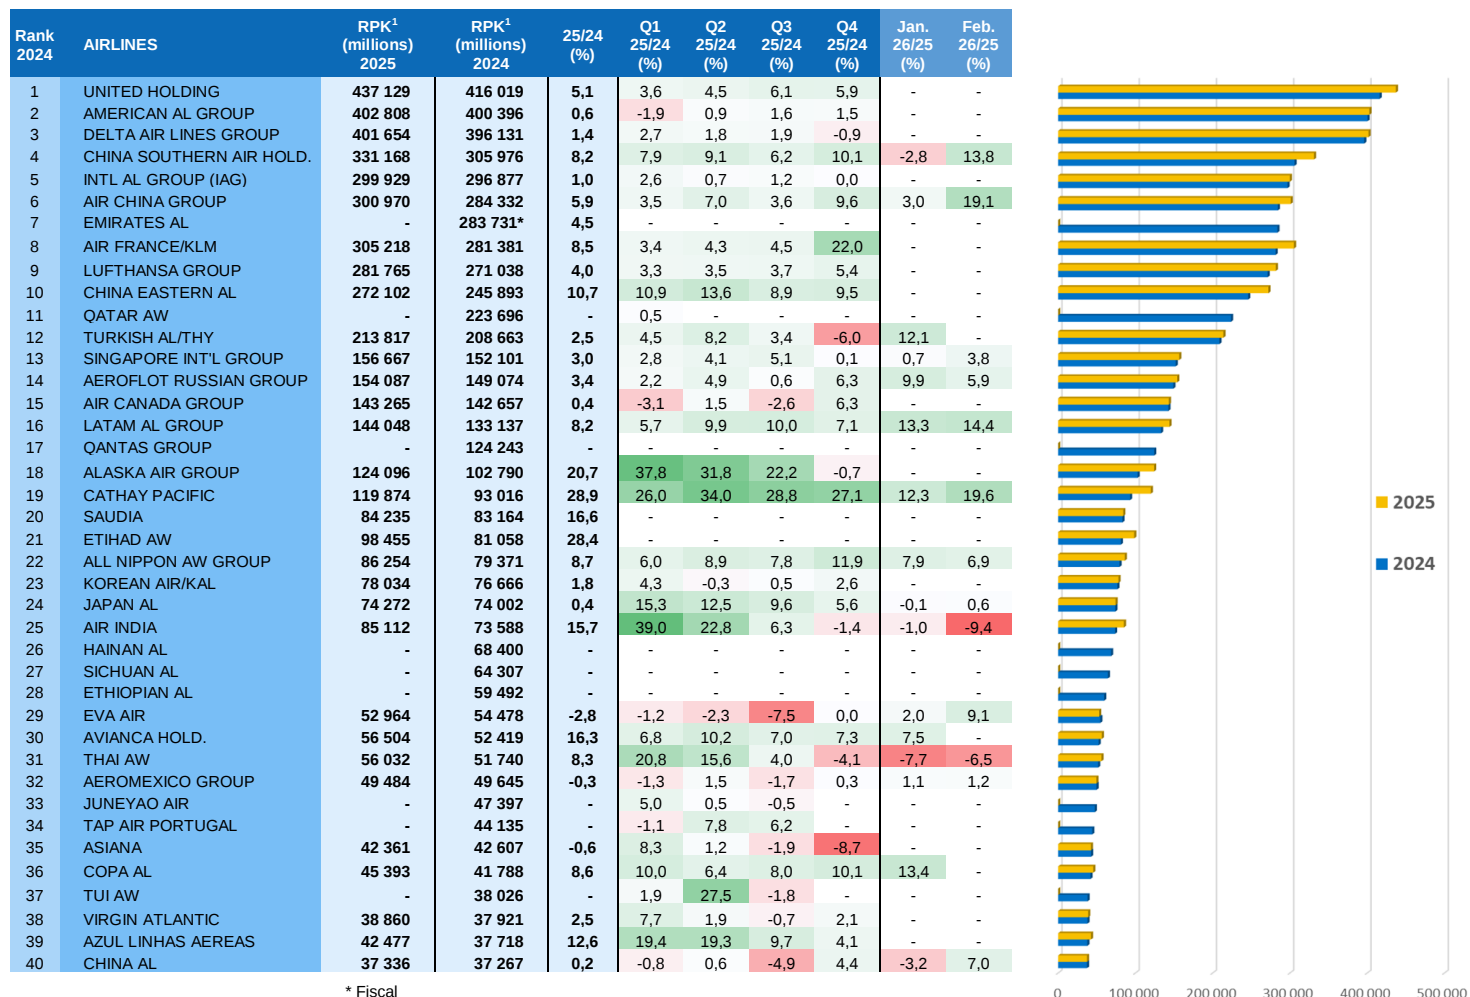 Rank 2024 AIRLINES RPK1 (millions) 2025 RPK1 (millions) 2024 25/24 (%) Q1 25/24 (%) Q2 25/24 (%) Q3 25/24 (%) Q4 25/24 (%) Jan. 26/25 (%) Feb. 26/25 (%)
1 UNITED HOLDING 437 129 416 019 5,1 3,6 4,5 6,1 5,9 - -
2 AMERICAN AL GROUP 402 808 400 396 0,6 -1,9 0,9 1,6 1,5 - -
3 DELTA AIR LINES GROUP 401 654 396 131 1,4 2,7 1,8 1,9 -0,9 - -
4 CHINA SOUTHERN AIR HOLD. 331 168 305 976 8,2 7,9 9,1 6,2 10,1 -2,8 13,8
5 INTL AL GROUP (IAG) 299 929 296 877 1,0 2,6 0,7 1,2 0,0 - -
6 AIR CHINA GROUP 300 970 284 332 5,9 3,5 7,0 3,6 9,6 3,0 19,1
7 EMIRATES AL - 283 731* 4,5 - - - - - -
8 AIR FRANCE/KLM 305 218 281 381 8,5 3,4 4,3 4,5 22,0 - -
9 LUFTHANSA GROUP 281 765 271 038 4,0 3,3 3,5 3,7 5,4 - -
10 CHINA EASTERN AL 272 102 245 893 10,7 10,9 13,6 8,9 9,5 - -
11 QATAR AW - 223 696 - 0,5 - - - - -
12 TURKISH AL/THY 213 817 208 663 2,5 4,5 8,2 3,4 -6,0 12,1 -
13 SINGAPORE INT'L GROUP 156 667 152 101 3,0 2,8 4,1 5,1 0,1 0,7 3,8
14 AEROFLOT RUSSIAN GROUP 154 087 149 074 3,4 2,2 4,9 0,6 6,3 9,9 5,9
15 AIR CANADA GROUP 143 265 142 657 0,4 -3,1 1,5 -2,6 6,3 - -
16 LATAM AL GROUP 144 048 133 137 8,2 5,7 9,9 10,0 7,1 13,3 14,4
17 QANTAS GROUP - 124 243 - - - - - - -
18 ALASKA AIR GROUP 124 096 102 790 20,7 37,8 31,8 22,2 -0,7 - -
19 CATHAY PACIFIC 119 874 93 016 28,9 26,0 34,0 28,8 27,1 12,3 19,6
20 SAUDIA 84 235 83 164 16,6 - - - - - -
21 ETIHAD AW 98 455 81 058 28,4 - - - - - -
22 ALL NIPPON AW GROUP 86 254 79 371 8,7 6,0 8,9 7,8 11,9 7,9 6,9
23 KOREAN AIR/KAL 78 034 76 666 1,8 4,3 -0,3 0,5 2,6 - -
24 JAPAN AL 74 272 74 002 0,4 15,3 12,5 9,6 5,6 -0,1 0,6
25 AIR INDIA 85 112 73 588 15,7 39,0 22,8 6,3 -1,4 -1,0 -9,4
26 HAINAN AL - 68 400 - - - - - - -
27 SICHUAN AL - 64 307 - - - - - - -
28 ETHIOPIAN AL - 59 492 - - - - - - -
29 EVA AIR 52 964 54 478 -2,8 -1,2 -2,3 -7,5 0,0 2,0 9,1
30 AVIANCA HOLD. 56 504 52 419 16,3 6,8 10,2 7,0 7,3 7,5 -
31 THAI AW 56 032 51 740 8,3 20,8 15,6 4,0 -4,1 -7,7 -6,5
32 AEROMEXICO GROUP 49 484 49 645 -0,3 -1,3 1,5 -1,7 0,3 1,1 1,2
33 JUNEYAO AIR - 47 397 - 5,0 0,5 -0,5 - - -
34 TAP AIR PORTUGAL - 44 135 - -1,1 7,8 6,2 - - -
35 ASIANA 42 361 42 607 -0,6 8,3 1,2 -1,9 -8,7 - -
36 COPA AL 45 393 41 788 8,6 10,0 6,4 8,0 10,1 13,4 -
37 TUI AW - 38 026 - 1,9 27,5 -1,8 - - -
38 VIRGIN ATLANTIC 38 860 37 921 2,5 7,7 1,9 -0,7 2,1 - -
39 AZUL LINHAS AEREAS 42 477 37 718 12,6 19,4 19,3 9,7 4,1 - -
40 CHINA AL 37 336 37 267 0,2 -0,8 0,6 -4,9 4,4 -3,2 7,0
* Fiscal
2025
2024
0 100 000 200 000 300 000 400 000 500 000